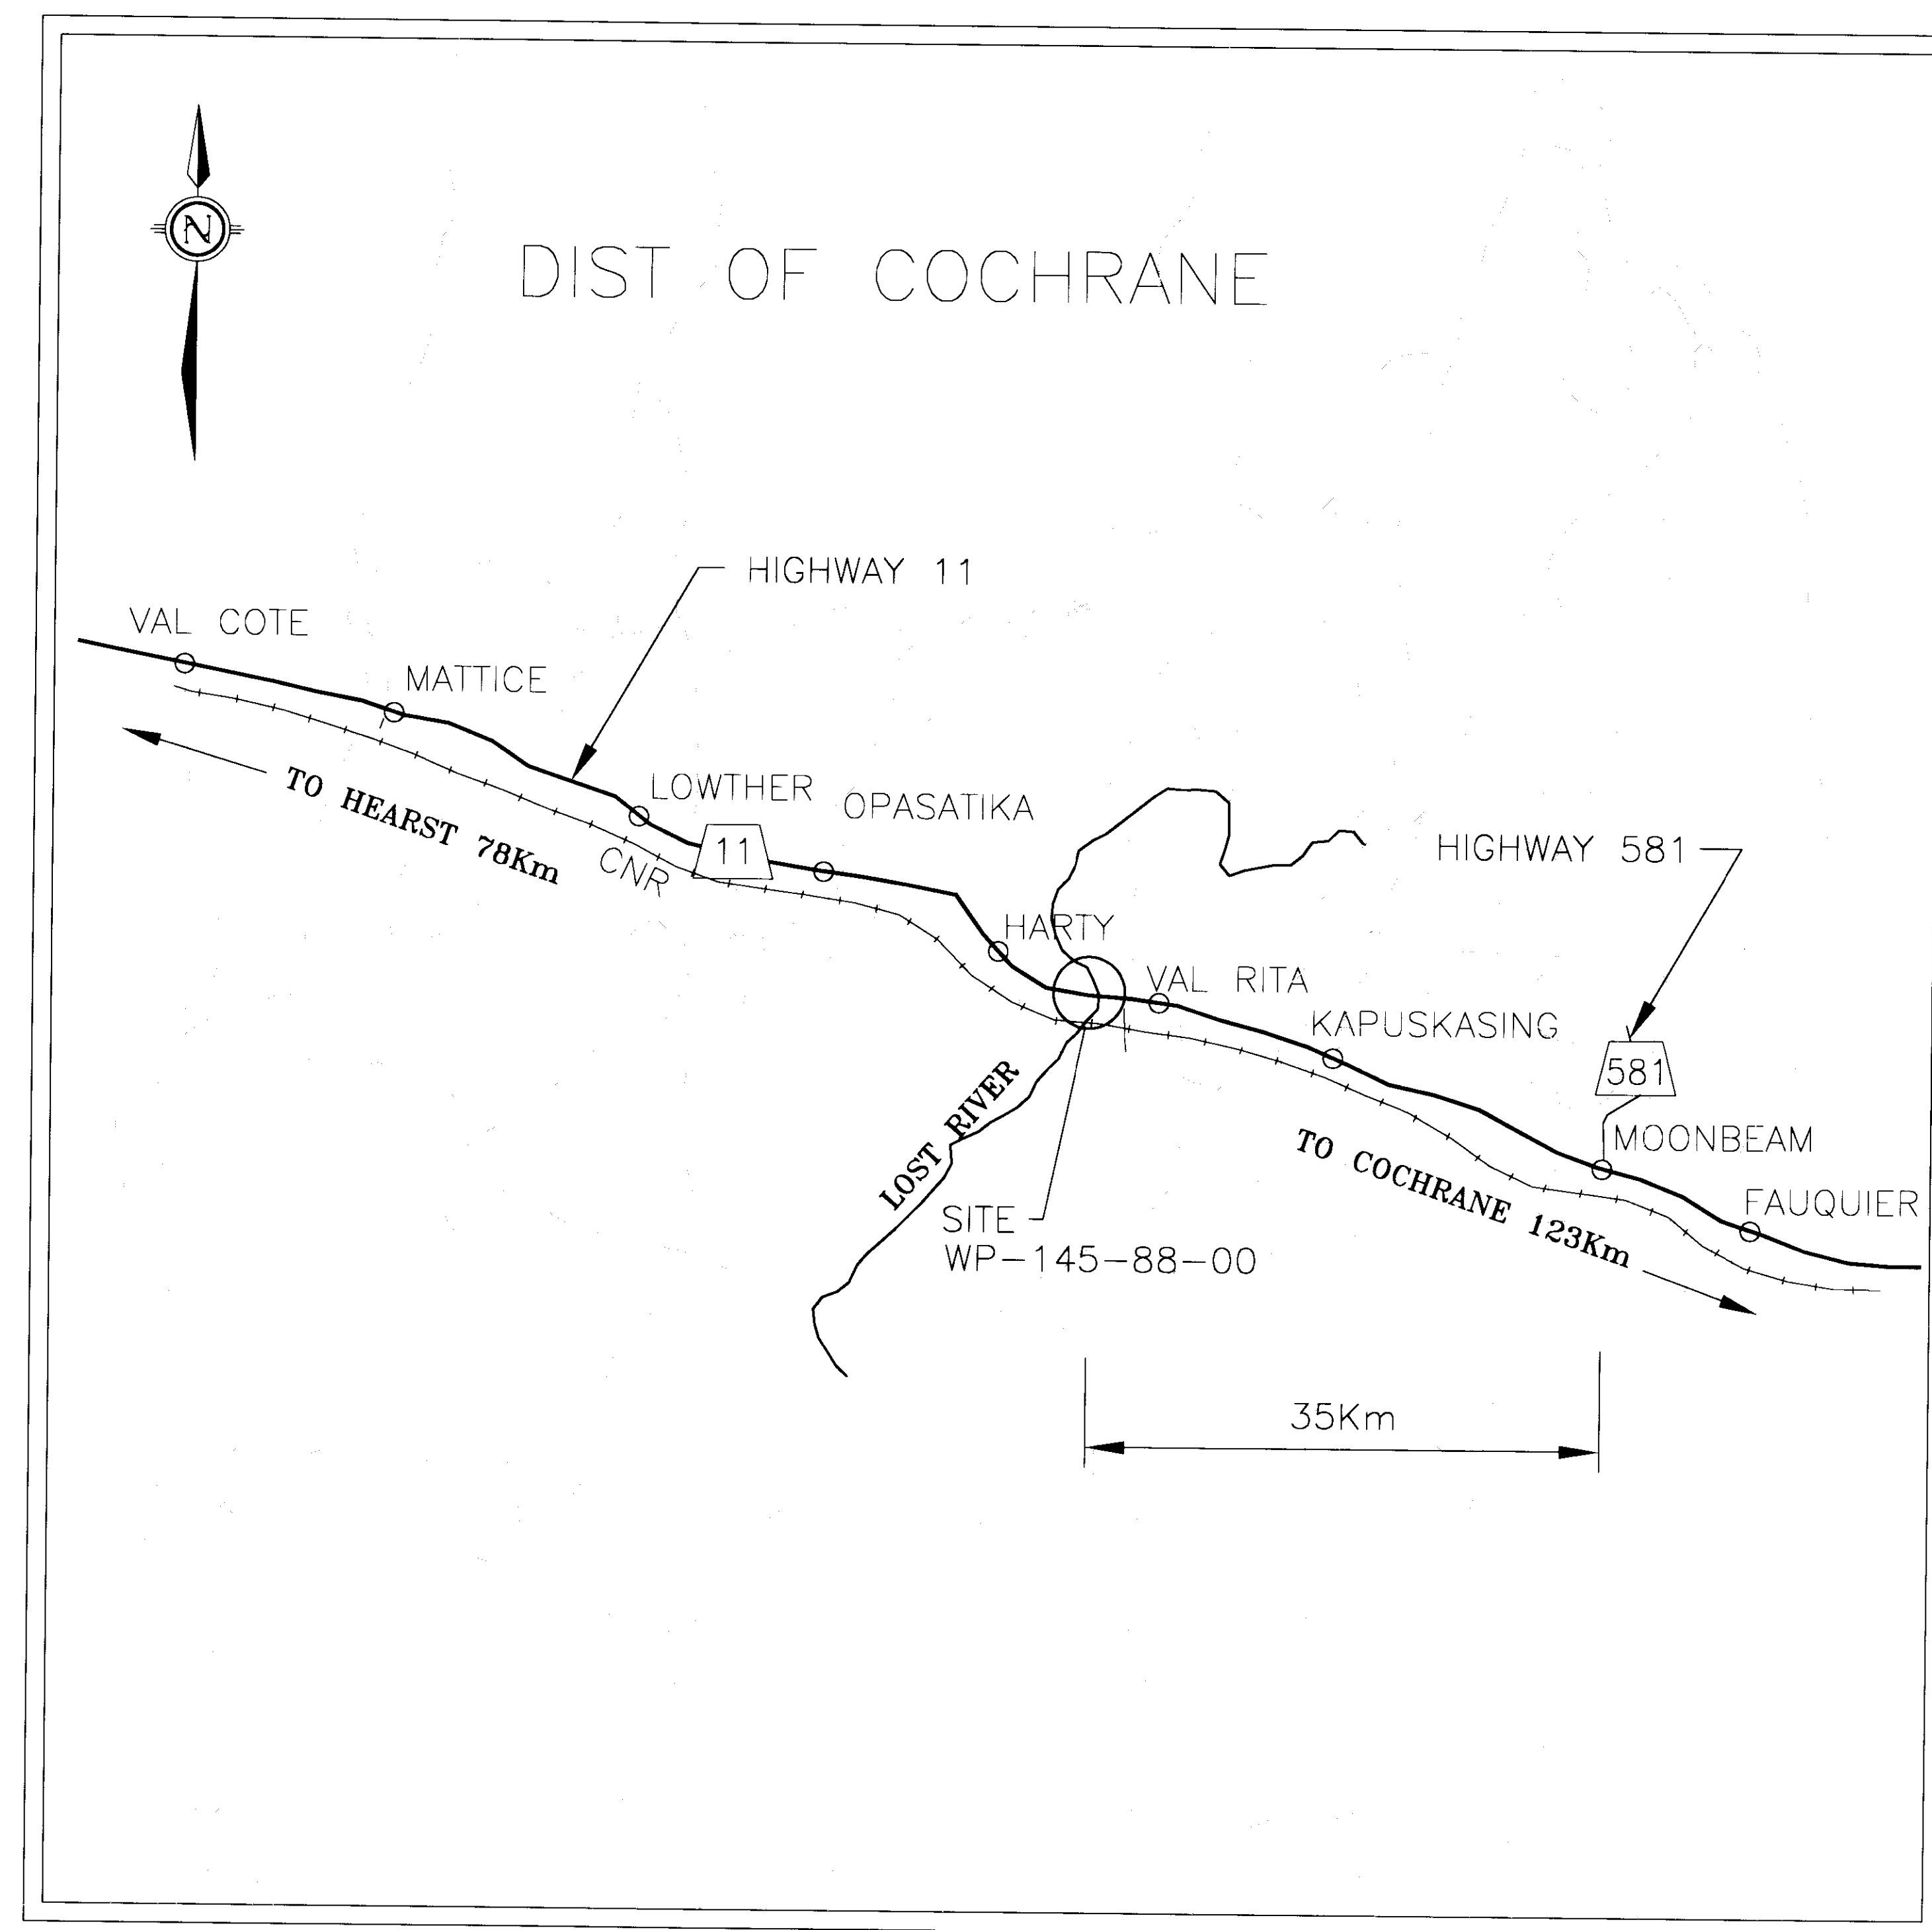 N
DIST OF COCHRANE
HIGHWAY 11
VAL COTE
MATTICE
LOWTHER
OPASATIKA
11
TO HEARST 78Km
CNR
HIGHWAY 581
HARTY
VAL RITA
KAPUSKASING
581
LOST RIVER
MOONBEAM
TO COCHRANE 123Km
FAUQUIER
SITE
WP-145-88-00
35Km